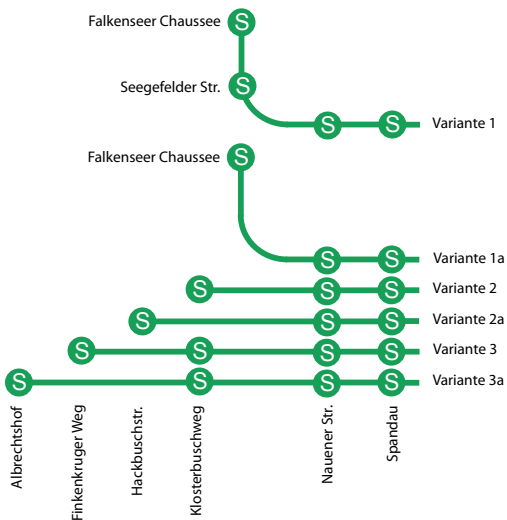 Falkenseer Chaussee
S
Seegefelder Str.
S
S S Variante 1
Falkenseer Chaussee
S
S S Variante 1a
S S S Variante 2
S S S Variante 2a
S S S S Variante 3
S S S S Variante 3a
Albrechtshof
Finkenkruger Weg
Hackbuschstr.
Klosterbuschweg
Nauener Str.
Spandau